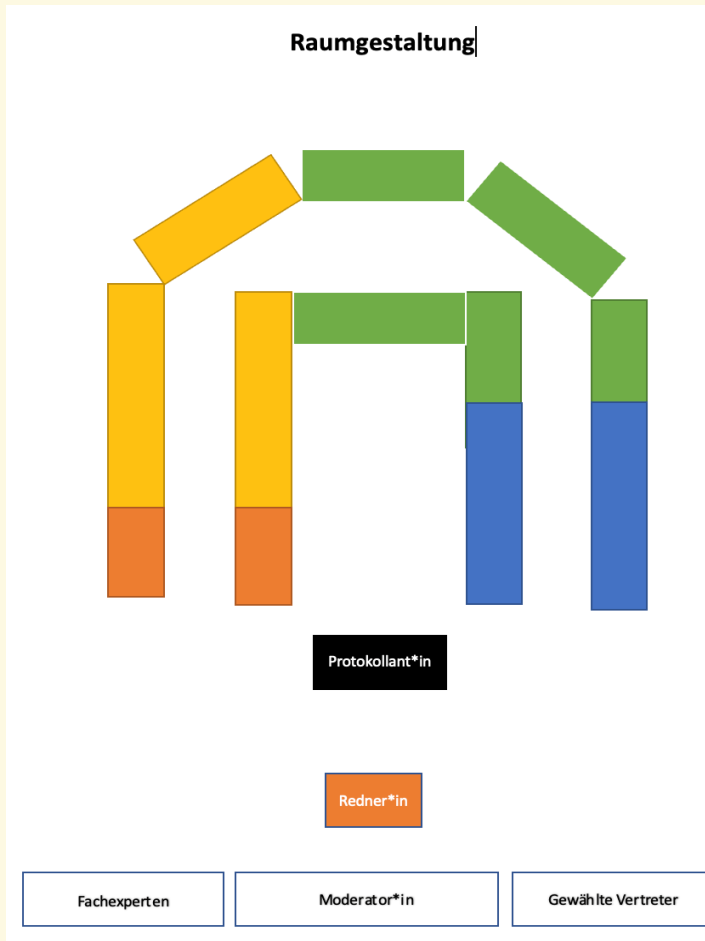 Raumgestaltung
Protokollant*in
Redner*in
Fachexperten
Moderator*in
Gewählte Vertreter